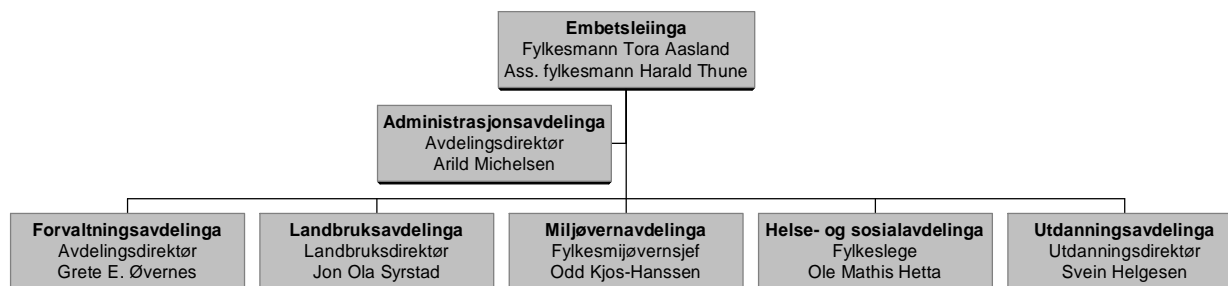 Embetsleiinga
Fylkesmann Tora Aasland
Ass. fylkesmann Harald Thune
Administrasjonsavdelinga
Avdelingsdirektør
Arild Michelsen
Forvaltningsavdelinga
Avdelingsdirektør
Grete E. Øvernes
Landbruksavdelinga
Landbruksdirektør
Jon Ola Syrstad
Miljøvernavdelinga
Fylkesmijøvernsjef
Odd Kjos-Hanssen
Helse- og sosialavdelinga
Fylkeslege
Ole Mathis Hetta
Utdanningsavdelinga
Utdanningsdirektør
Svein Helgesen